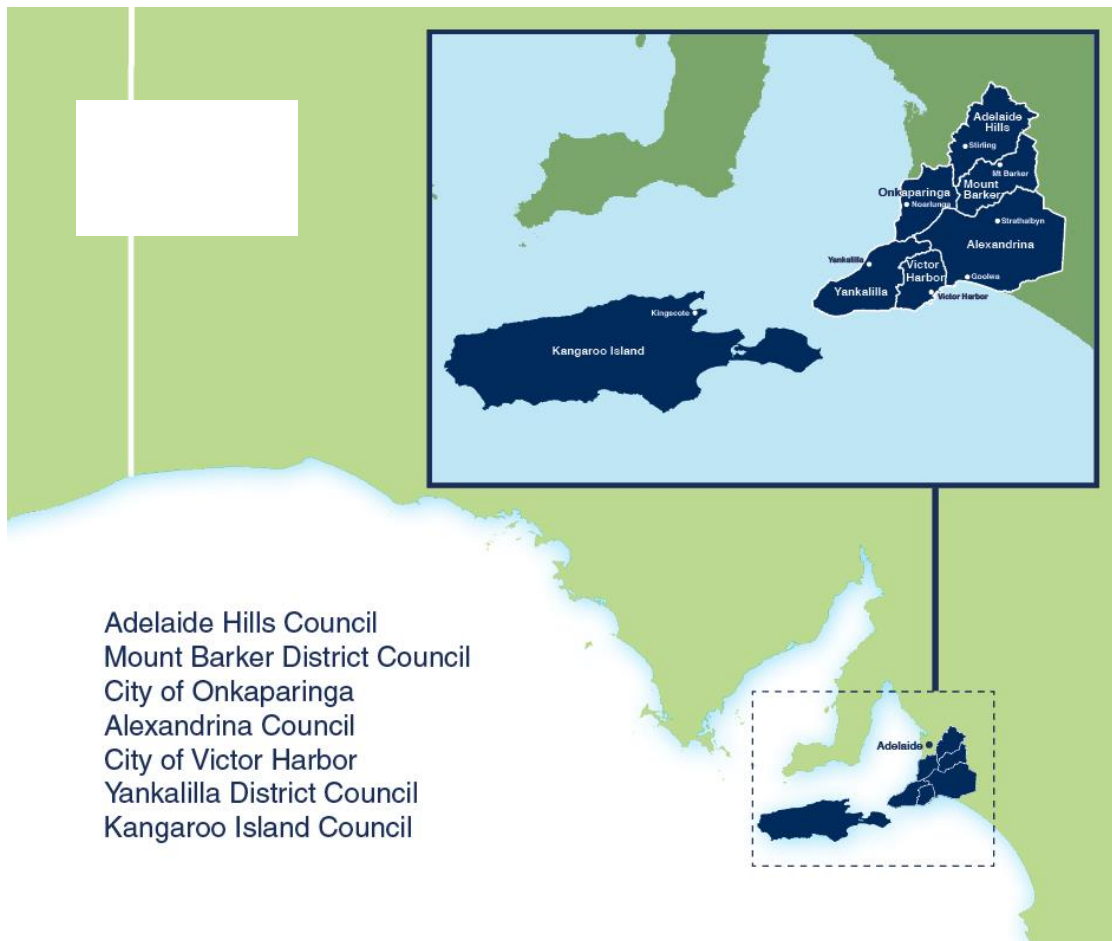 Adelaide
Hills
Stirling
Mt Barker
Mount
Barker
Onkaparinga
Noarlunga
Strathalbyn
Alexandrina
Yankalilla
Victor
Harbor
Goolwa
Yankalilla
Victor Harbor
Kingscote
Kangaroo Island
Adelaide Hills Council
Mount Barker District Council
City of Onkaparinga
Alexandrina Council
City of Victor Harbor
Yankalilla District Council
Kangaroo Island Council
Adelaide